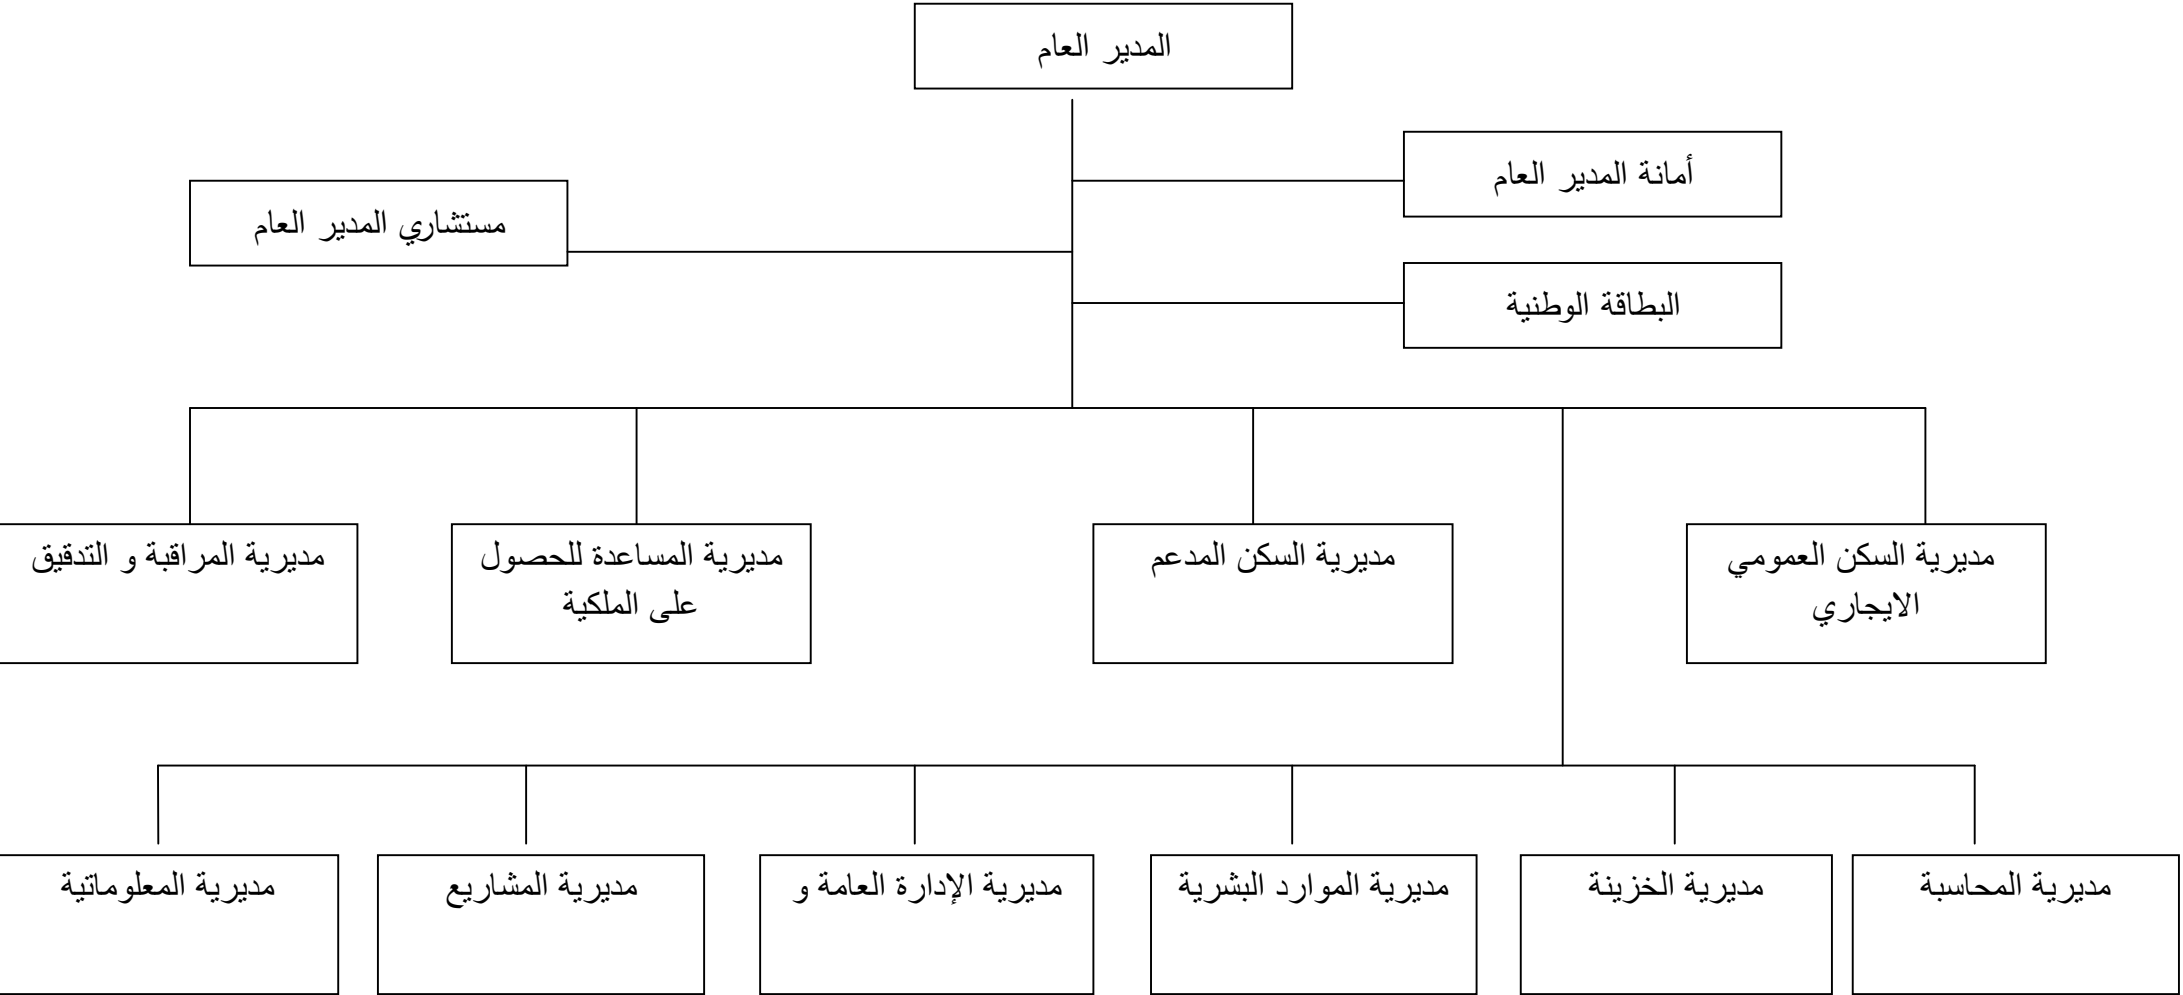 المدير العام
أمانة المدير العام
مستشاري المدير العام
البطاقة الوطنية
مديرية السكن العمومي
الايجاري
مديرية السكن المدعم
مديرية المساعدة للحصول
على الملكية
مديرية المراقبة و التدقيق
مديرية المحاسبة
مديرية الخزينة
مديرية الموارد البشرية
مديرية الإدارة العامة و
مديرية المشاريع
مديرية المعلوماتية